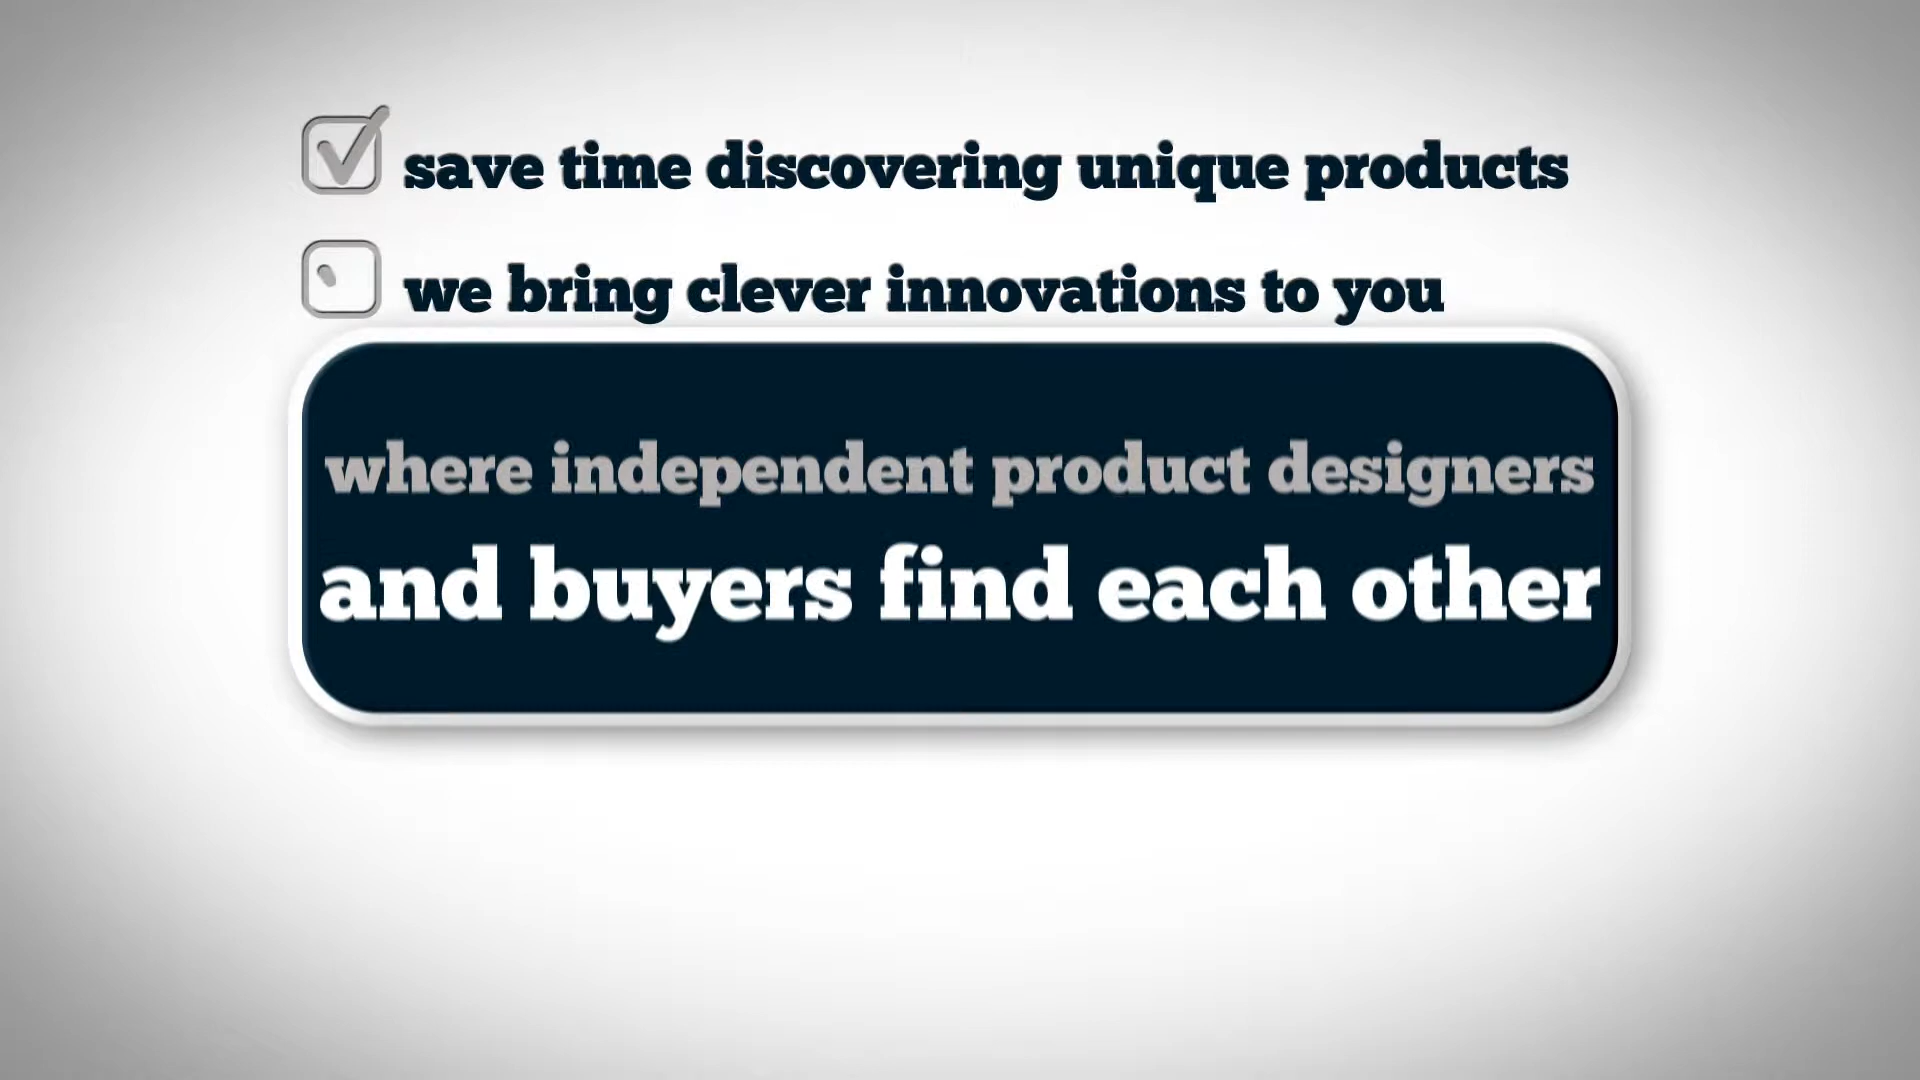 save time discovering unique products
we bring clever innovations to you
where independent product designers
and buyers find each other